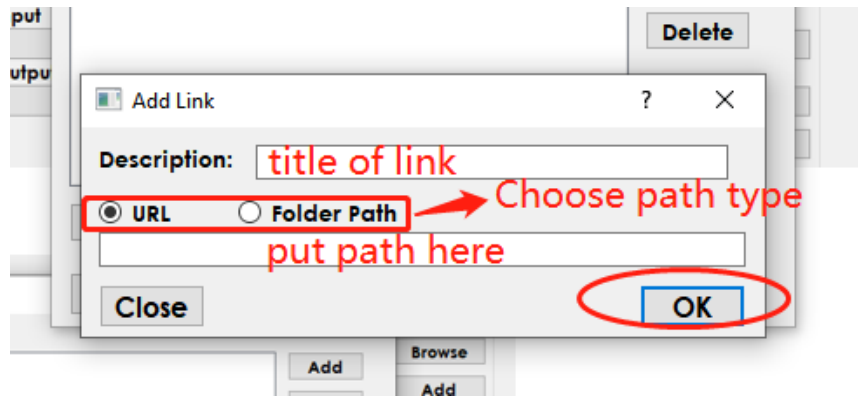 put
Delete
utpu
Add Link
?
Description:
title of link
Choose path type
URL
Folder Path
put path here
Close
OK
Browse
Add
Add